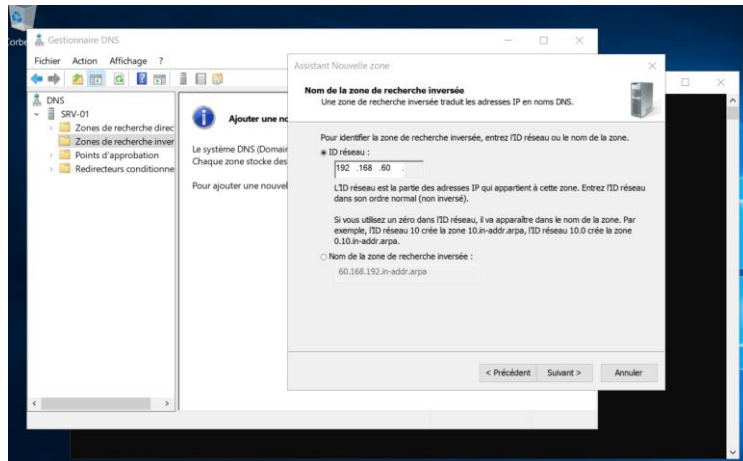 Corbe
Gestionnaire DNS
Fichier Action Affichage ?
DNS
SRV-01
Zones de recherche direc
Zones de recherche inver
Points d'approbation
Redirecteurs conditionne
Ajouter une no
Le système DNS (Domair
Chaque zone stocke des
Pour ajouter une nouvel
Assistant Nouvelle zone
Nom de la zone de recherche inversée
Une zone de recherche inversée traduit les adresses IP en noms DNS.
Pour identifier la zone de recherche inversée, entrez l'ID réseau ou le nom de la zone.
ID réseau :
192 .168 .60 .
L'ID réseau est la partie des adresses IP qui appartient à cette zone. Entrez l'ID réseau
dans son ordre normal (non inversé).
Si vous utilisez un zéro dans l'ID réseau, il va apparaître dans le nom de la zone. Par
exemple, l'ID réseau 10 crée la zone 10.in-addr.arpa, l'ID réseau 10.0 crée la zone
0.10.in-addr.arpa.
Nom de la zone de recherche inversée :
60.168.192.in-addr.arpa
< Précédent Suivant > Annuler